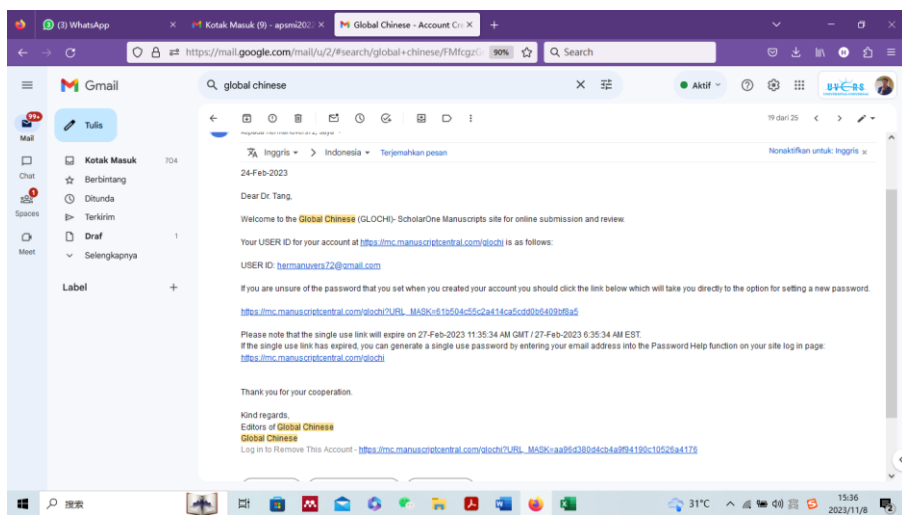 (3) WhatsApp
Kotak Masuk (9) - apsmi202
Global Chinese - Account Cre
https://mail.google.com/mail/u/2/#search/global+chinese/FMfcgzG
90%
Search
Gmail
global chinese
Aktif
UVERS
99+
Mail
Chat
1
Spaces
Meet
Tulis
Kotak Masuk 704
Berbintang
Ditunda
Terkirim
Draf 1
Selengkapnya
Label +
19 dari 25
Inggris > Indonesia Terjemahkan pesan
Nonaktifkan untuk: Inggris x
24-Feb-2023
Dear Dr. Tang,
Welcome to the Global Chinese (GLOCHI)- ScholarOne Manuscripts site for online submission and review.
Your USER ID for your account at https://mc.manuscriptcentral.com/glochi is as follows:
USER ID: hermanuvers72@gmail.com
If you are unsure of the password that you set when you created your account you should click the link below which will take you directly to the option for setting a new password.
https://mc.manuscriptcentral.com/glochi?URL_MASK=61b504c55c2a414ca5cdd0b6409bf8a5
Please note that the single use link will expire on 27-Feb-2023 11:35:34 AM GMT / 27-Feb-2023 6:35:34 AM EST.
If the single use link has expired, you can generate a single use password by entering your email address into the Password Help function on your site log in page:
https://mc.manuscriptcentral.com/glochi
Thank you for your cooperation.
Kind regards,
Editors of Global Chinese
Global Chinese
Log in to Remove This Account - https://mc.manuscriptcentral.com/glochi?URL_MASK=aa95d380d4cb4a9f94190c10526a4176
搜索
31°C
15:36
2023/11/8